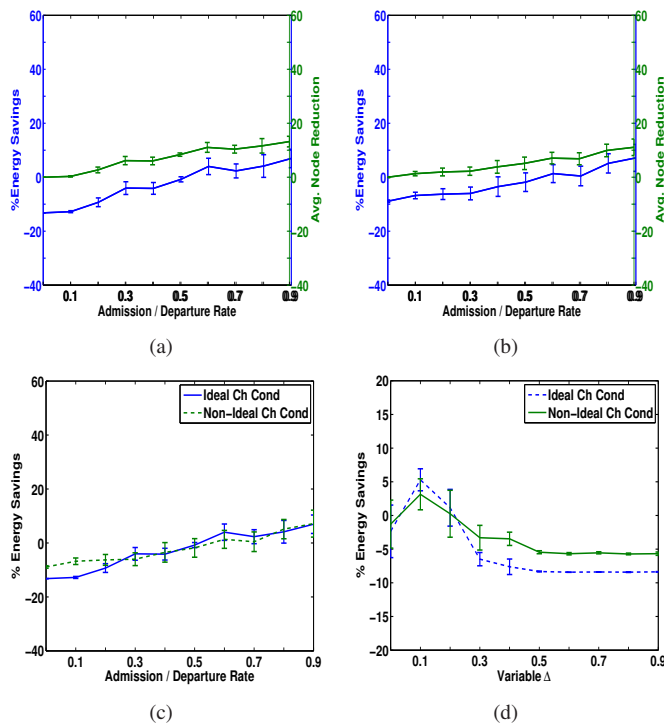 60
40
20
0
−20
−40
%Energy Savings
60
40
20
0
−20
−40
Avg. Node Reduction
0.1 0.3 0.5 0.7 0.9
Admission / Departure Rate
(a)
60
40
20
0
−20
−40
%Energy Savings
60
40
20
0
−20
−40
Avg. Node Reduction
0.1 0.3 0.5 0.7 0.9
Admission / Departure Rate
(b)
60
40
20
0
−20
−40
% Energy Savings
Ideal Ch Cond
Non−Ideal Ch Cond
0.1 0.3 0.5 0.7 0.9
Admission / Departure Rate
(c)
20
15
10
5
0
−5
−10
−15
−20
% Energy Savings
Ideal Ch Cond
Non−Ideal Ch Cond
0.1 0.3 0.5 0.7 0.9
Variable Δ
(d)